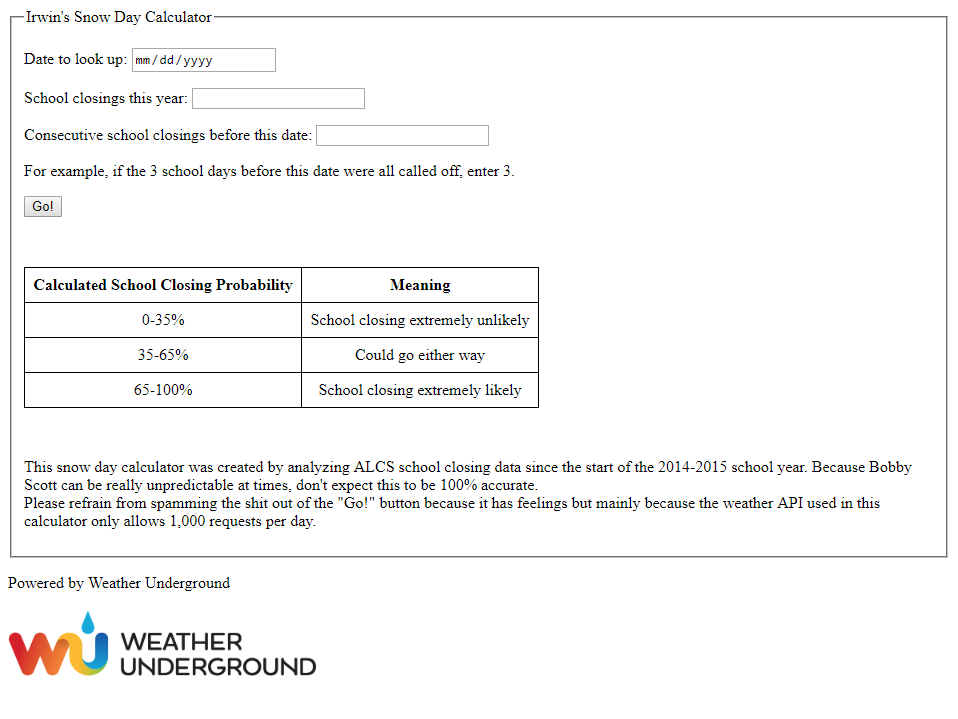 Irwin's Snow Day Calculator
Date to look up: mm/dd/yyyy
School closings this year:
Consecutive school closings before this date:
For example, if the 3 school days before this date were all called off, enter 3.
Go!
Calculated School Closing Probability Meaning
0-35% School closing extremely unlikely
35-65% Could go either way
65-100% School closing extremely likely
This snow day calculator was created by analyzing ALCS school closing data since the start of the 2014-2015 school year. Because Bobby
Scott can be really unpredictable at times, don't expect this to be 100% accurate.
Please refrain from spamming the shit out of the "Go!" button because it has feelings but mainly because the weather API used in this
calculator only allows 1,000 requests per day.
Powered by Weather Underground
WU WEATHER
UNDERGROUND